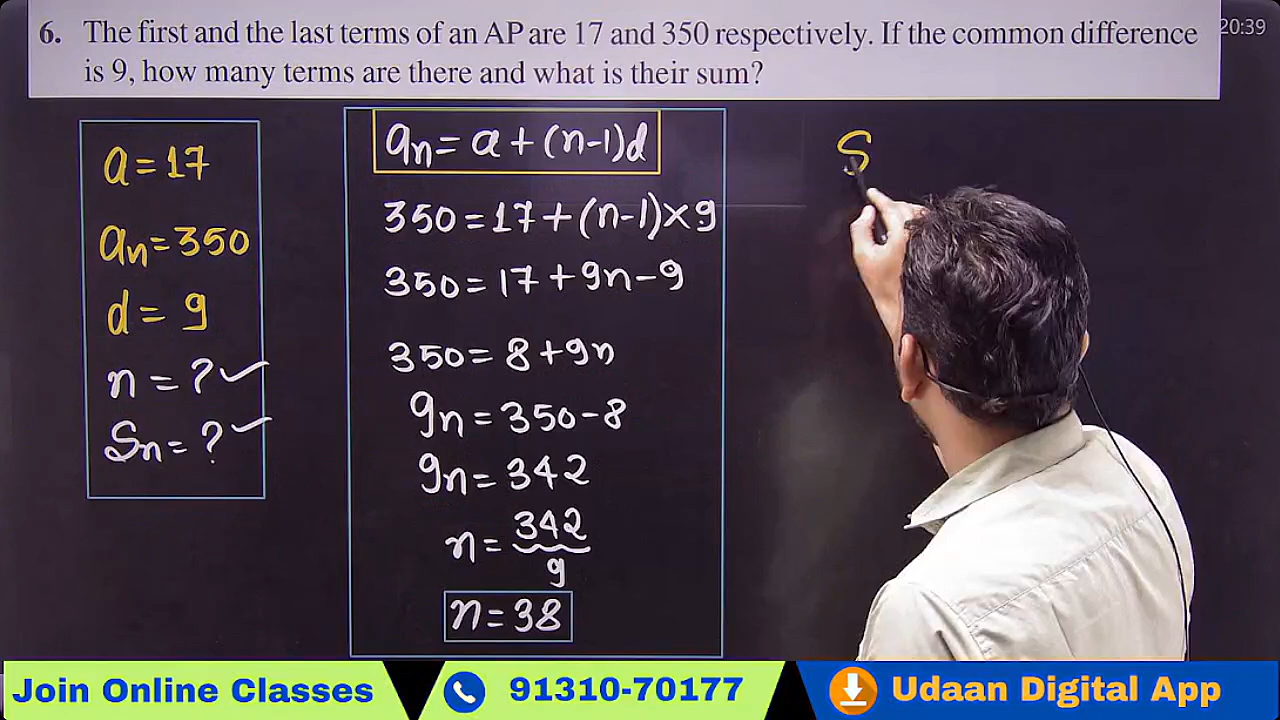 6. The first and the last terms of an AP are 17 and 350 respectively. If the common difference
is 9, how many terms are there and what is their sum?
20:39
a = 17
an = 350
d = 9
n = ? ✓
Sn = ? ✓
an = a + (n-1)d
350 = 17 + (n-1) × 9
350 = 17 + 9n - 9
350 = 8 + 9n
9n = 350 - 8
9n = 342
n = 342/9
n = 38
S
Join Online Classes
91310-70177
Udaan Digital App